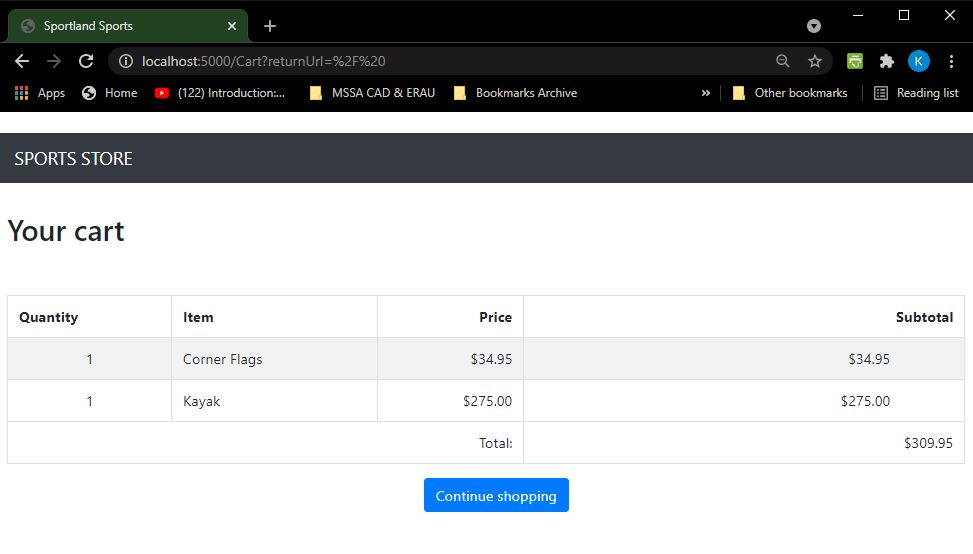 Sportland Sports
localhost:5000/Cart?returnUrl=%2F%20
K
Apps Home (122) Introduction:... MSSA CAD & ERAU Bookmarks Archive » Other bookmarks Reading list
SPORTS STORE
Your cart
Quantity Item Price Subtotal
1 Corner Flags $34.95 $34.95
1 Kayak $275.00 $275.00
Total: $309.95
Continue shopping